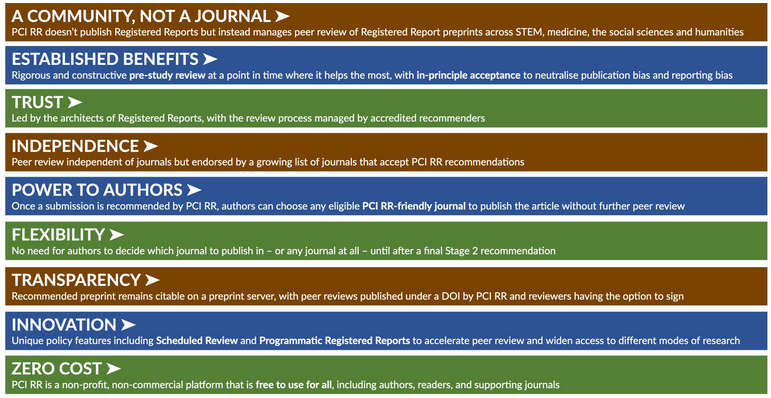 A COMMUNITY, NOT A JOURNAL ➤
PCI RR doesn't publish Registered Reports but instead manages peer review of Registered Report preprints across STEM, medicine, the social sciences and humanities
ESTABLISHED BENEFITS ➤
Rigorous and constructive pre-study review at a point in time where it helps the most, with in-principle acceptance to neutralise publication bias and reporting bias
TRUST ➤
Led by the architects of Registered Reports, with the review process managed by accredited recommenders
INDEPENDENCE ➤
Peer review independent of journals but endorsed by a growing list of journals that accept PCI RR recommendations
POWER TO AUTHORS ➤
Once a submission is recommended by PCI RR, authors can choose any eligible PCI RR-friendly journal to publish the article without further peer review
FLEXIBILITY ➤
No need for authors to decide which journal to publish in – or any journal at all – until after a final Stage 2 recommendation
TRANSPARENCY ➤
Recommended preprint remains citable on a preprint server, with peer reviews published under a DOI by PCI RR and reviewers having the option to sign
INNOVATION ➤
Unique policy features including Scheduled Review and Programmatic Registered Reports to accelerate peer review and widen access to different modes of research
ZERO COST ➤
PCI RR is a non-profit, non-commercial platform that is free to use for all, including authors, readers, and supporting journals